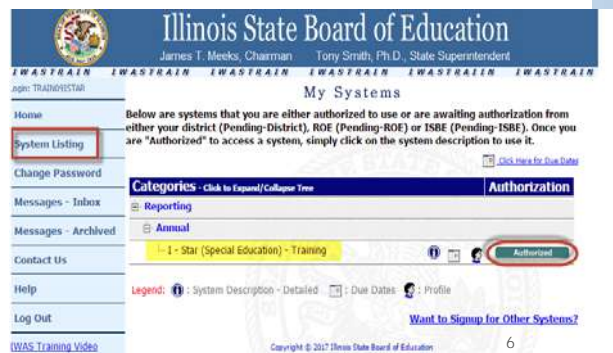 Illinois State Board of Education
James T. Meeks, Chairman Tony Smith, Ph.D., State Superintendent
IWASTRAIN IWASTRAIN IWASTRAIN IWASTRAIN IWASTRAIN IWASTRAIN
My Systems
Home
System Listing
Change Password
Messages - Inbox
Messages - Archived
Contact Us
Help
Log Out
IWAS Training Video
Below are systems that you are either authorized to use or are awaiting authorization from
either your district (Pending-District), ROE (Pending-ROE) or ISBE (Pending-ISBE). Once you
are "Authorized" to access a system, simply click on the system description to use it.
Click Here for Due Dates
Categories - Click to Expand/Collapse Tree Authorization
Reporting
Annual
I - Star (Special Education) - Training Authorized
Legend: : System Description - Detailed : Due Dates : Profile
Want to Signup for Other Systems?
Copyright © 2017 Illinois State Board of Education
6